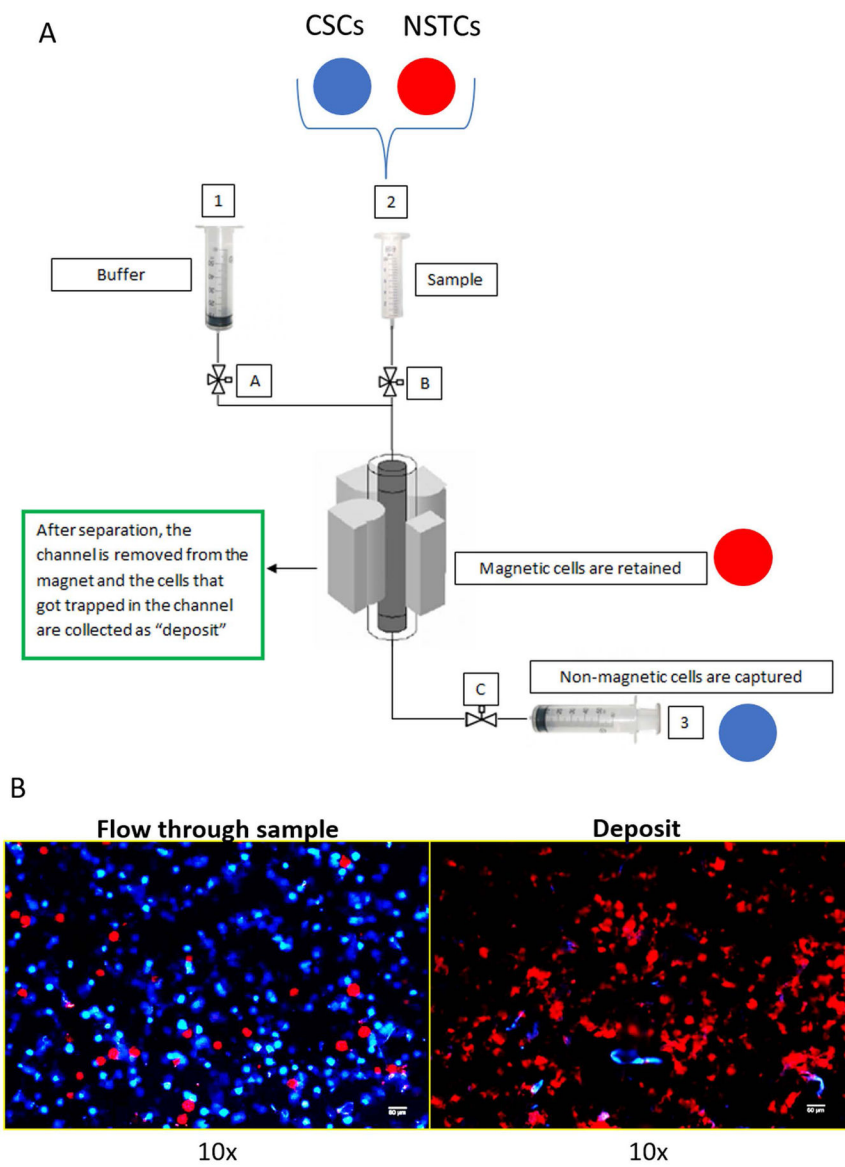 A
CSCs NSTCs
1
2
Buffer
Sample
A
B
After separation, the
channel is removed from the
magnet and the cells that
got trapped in the channel
are collected as “deposit”
Magnetic cells are retained
C
Non-magnetic cells are captured
3
B
Flow through sample
Deposit
10x
10x